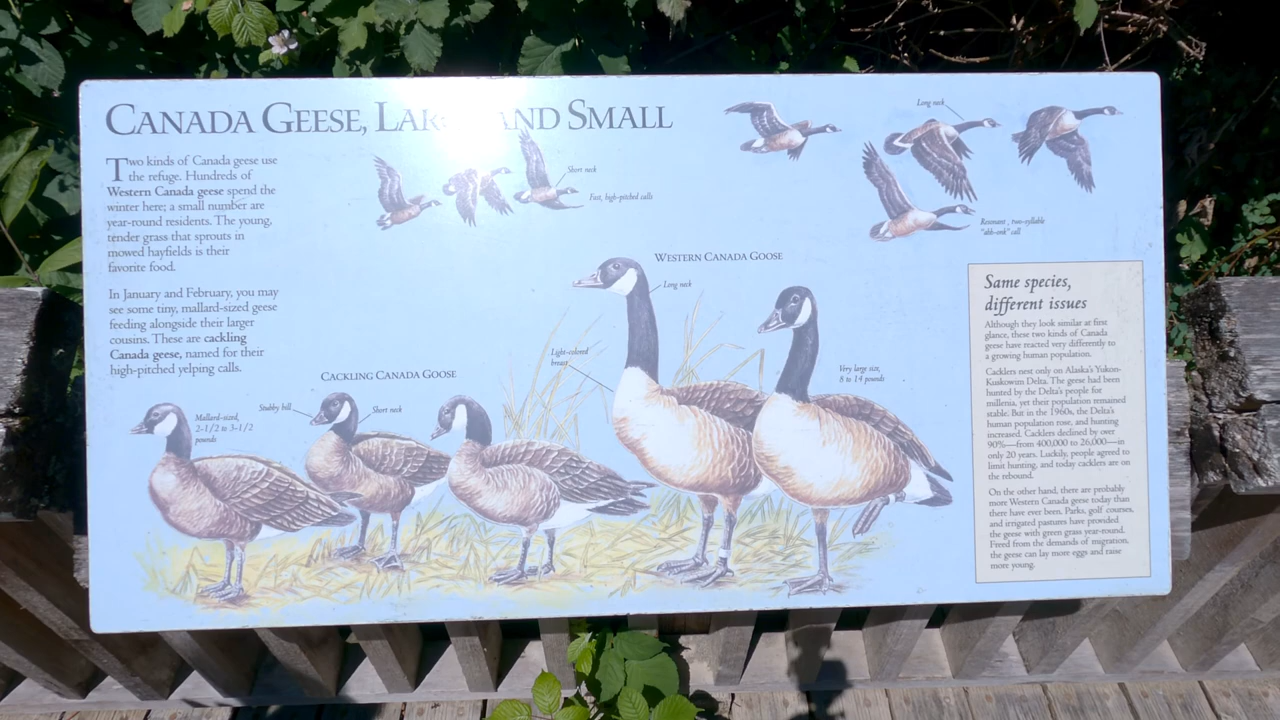 CANADA GEESE, LAR AND SMALL
Two kinds of Canada geese use
the refuge. Hundreds of
Western Canada geese spend the
winter here; a small number are
year-round residents. The young,
tender grass that sprouts in
mowed hayfields is their
favorite food.
In January and February, you may
see some tiny, mallard-sized geese
feeding alongside their larger
cousins. These are cackling
Canada geese, named for their
high-pitched yelping calls.
Short neck
Fast, high-pitched calls
Long neck
Resonant, two-syllable
"ahh-onk" call
WESTERN CANADA GOOSE
Long neck
Light-colored
breast
Very large size,
8 to 14 pounds
CACKLING CANADA GOOSE
Mallard-sized,
2-1/2 to 3-1/2
pounds
Stubby bill
Short neck
Same species,
different issues
Although they look similar at first
glance, these two kinds of Canada
geese have reacted very differently to
a growing human population.
Cacklers nest only on Alaska's Yukon-
Kuskowim Delta. The geese had been
hunted by the Delta's people for
millenia, yet their population remained
stable. But in the 1960s, the Delta's
human population rose, and hunting
increased. Cacklers declined by over
90%—from 400,000 to 26,000—in
only 20 years. Luckily, people agreed to
limit hunting, and today cacklers are on
the rebound.
On the other hand, there are probably
more Western Canada geese today than
there have ever been. Parks, golf courses,
and irrigated pastures have provided
the geese with green grass year-round.
Freed from the demands of migration,
the geese can lay more eggs and raise
more young.